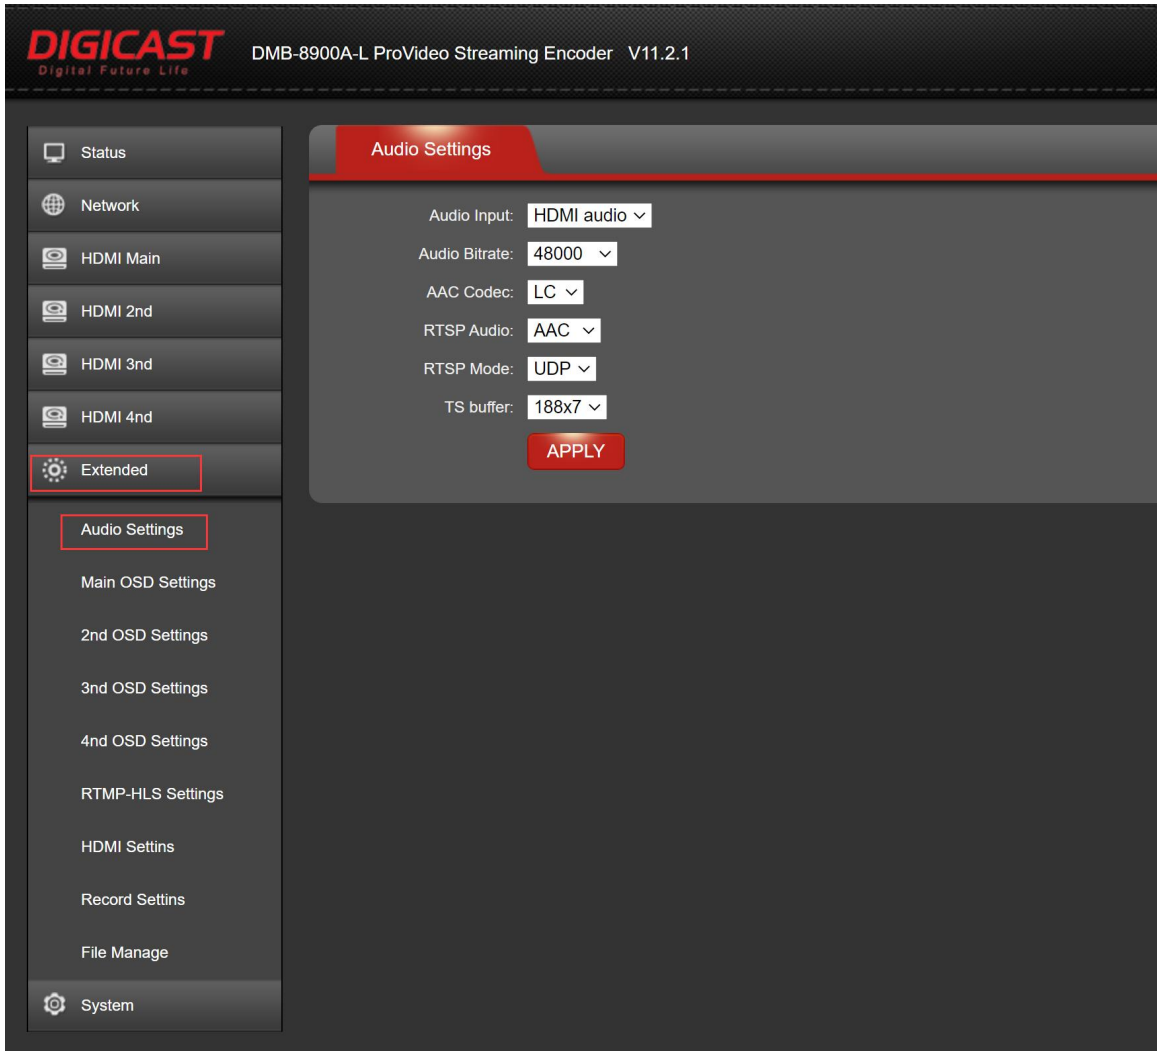 DIGICAST
Digital Future Life
DMB-8900A-L ProVideo Streaming Encoder V11.2.1
Status
Network
HDMI Main
HDMI 2nd
HDMI 3nd
HDMI 4nd
Extended
Audio Settings
Main OSD Settings
2nd OSD Settings
3nd OSD Settings
4nd OSD Settings
RTMP-HLS Settings
HDMI Settins
Record Settins
File Manage
System
Audio Settings
Audio Input: HDMI audio
Audio Bitrate: 48000
AAC Codec: LC
RTSP Audio: AAC
RTSP Mode: UDP
TS buffer: 188x7
APPLY